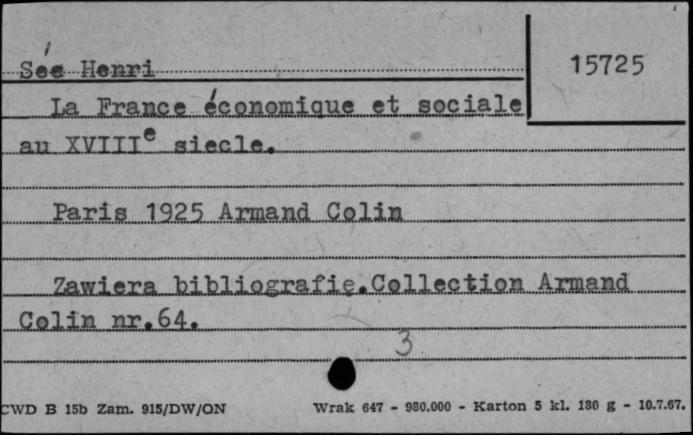 Sée Henri
15725
La France économique et sociale
au XVIIIe siecle.
Paris 1925 Armand Colin
Zawiera bibliografię.Collection Armand
Colin nr.64.
3
CWD B 15b Zam. 915/DW/ON Wrak 647 - 980.000 - Karton 5 kl. 180 g - 10.7.67.